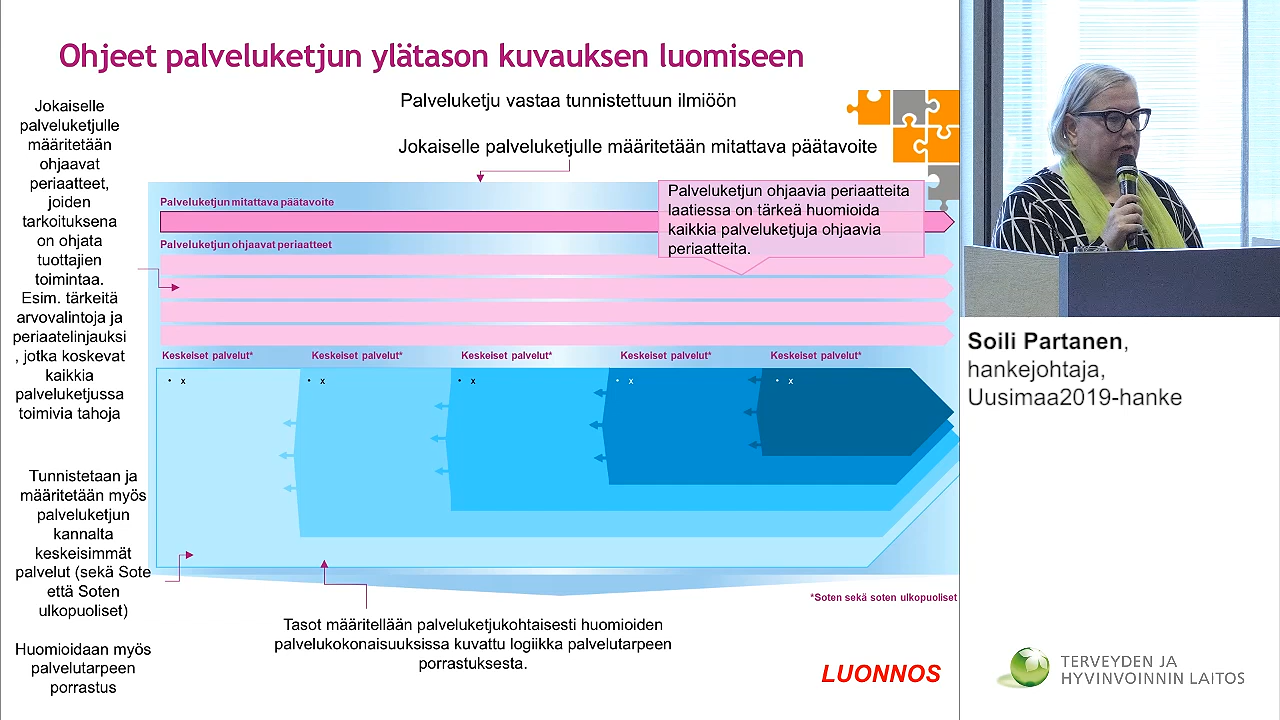 Ohjeet palveluketjun ylätason kuvauksen luomiseen
Jokaiselle
palveluketjulle
määritetään
ohjaavat
periaatteet,
joiden
tarkoituksena
on ohjata
tuottajien
toimintaa.
Esim. tärkeitä
arvovalintoja ja
periaatelinjauksi
, jotka koskevat
kaikkia
palveluketjussa
toimivia tahoja
Tunnistetaan ja
määritetään myös
palveluketjun
kannalta
keskeisimmät
palvelut (sekä Sote
että Soten
ulkopuoliset)
Huomioidaan myös
palvelutarpeen
porrastus
Palveluketju vastaa tunnistettuun ilmiöön
Jokaiselle palveluketjulle määritetään mitattava päätavoite
Palveluketjun mitattava päätavoite
Palveluketjun ohjaavia periaatteita
laatiessa on tärkeä huomioida
kaikkia palveluketjuja ohjaavia
periaatteita.
Palveluketjun ohjaavat periaatteet
Keskeiset palvelut* Keskeiset palvelut* Keskeiset palvelut* Keskeiset palvelut* Keskeiset palvelut*
• x • x • x • x • x
*Soten sekä soten ulkopuoliset
Tasot määritellään palveluketjukohtaisesti huomioiden
palvelukokonaisuuksissa kuvattu logiikka palvelutarpeen
porrastuksesta.
LUONNOS
Soili Partanen,
hankejohtaja,
Uusimaa2019-hanke
TERVEYDEN JA
HYVINVOINNIN LAITOS